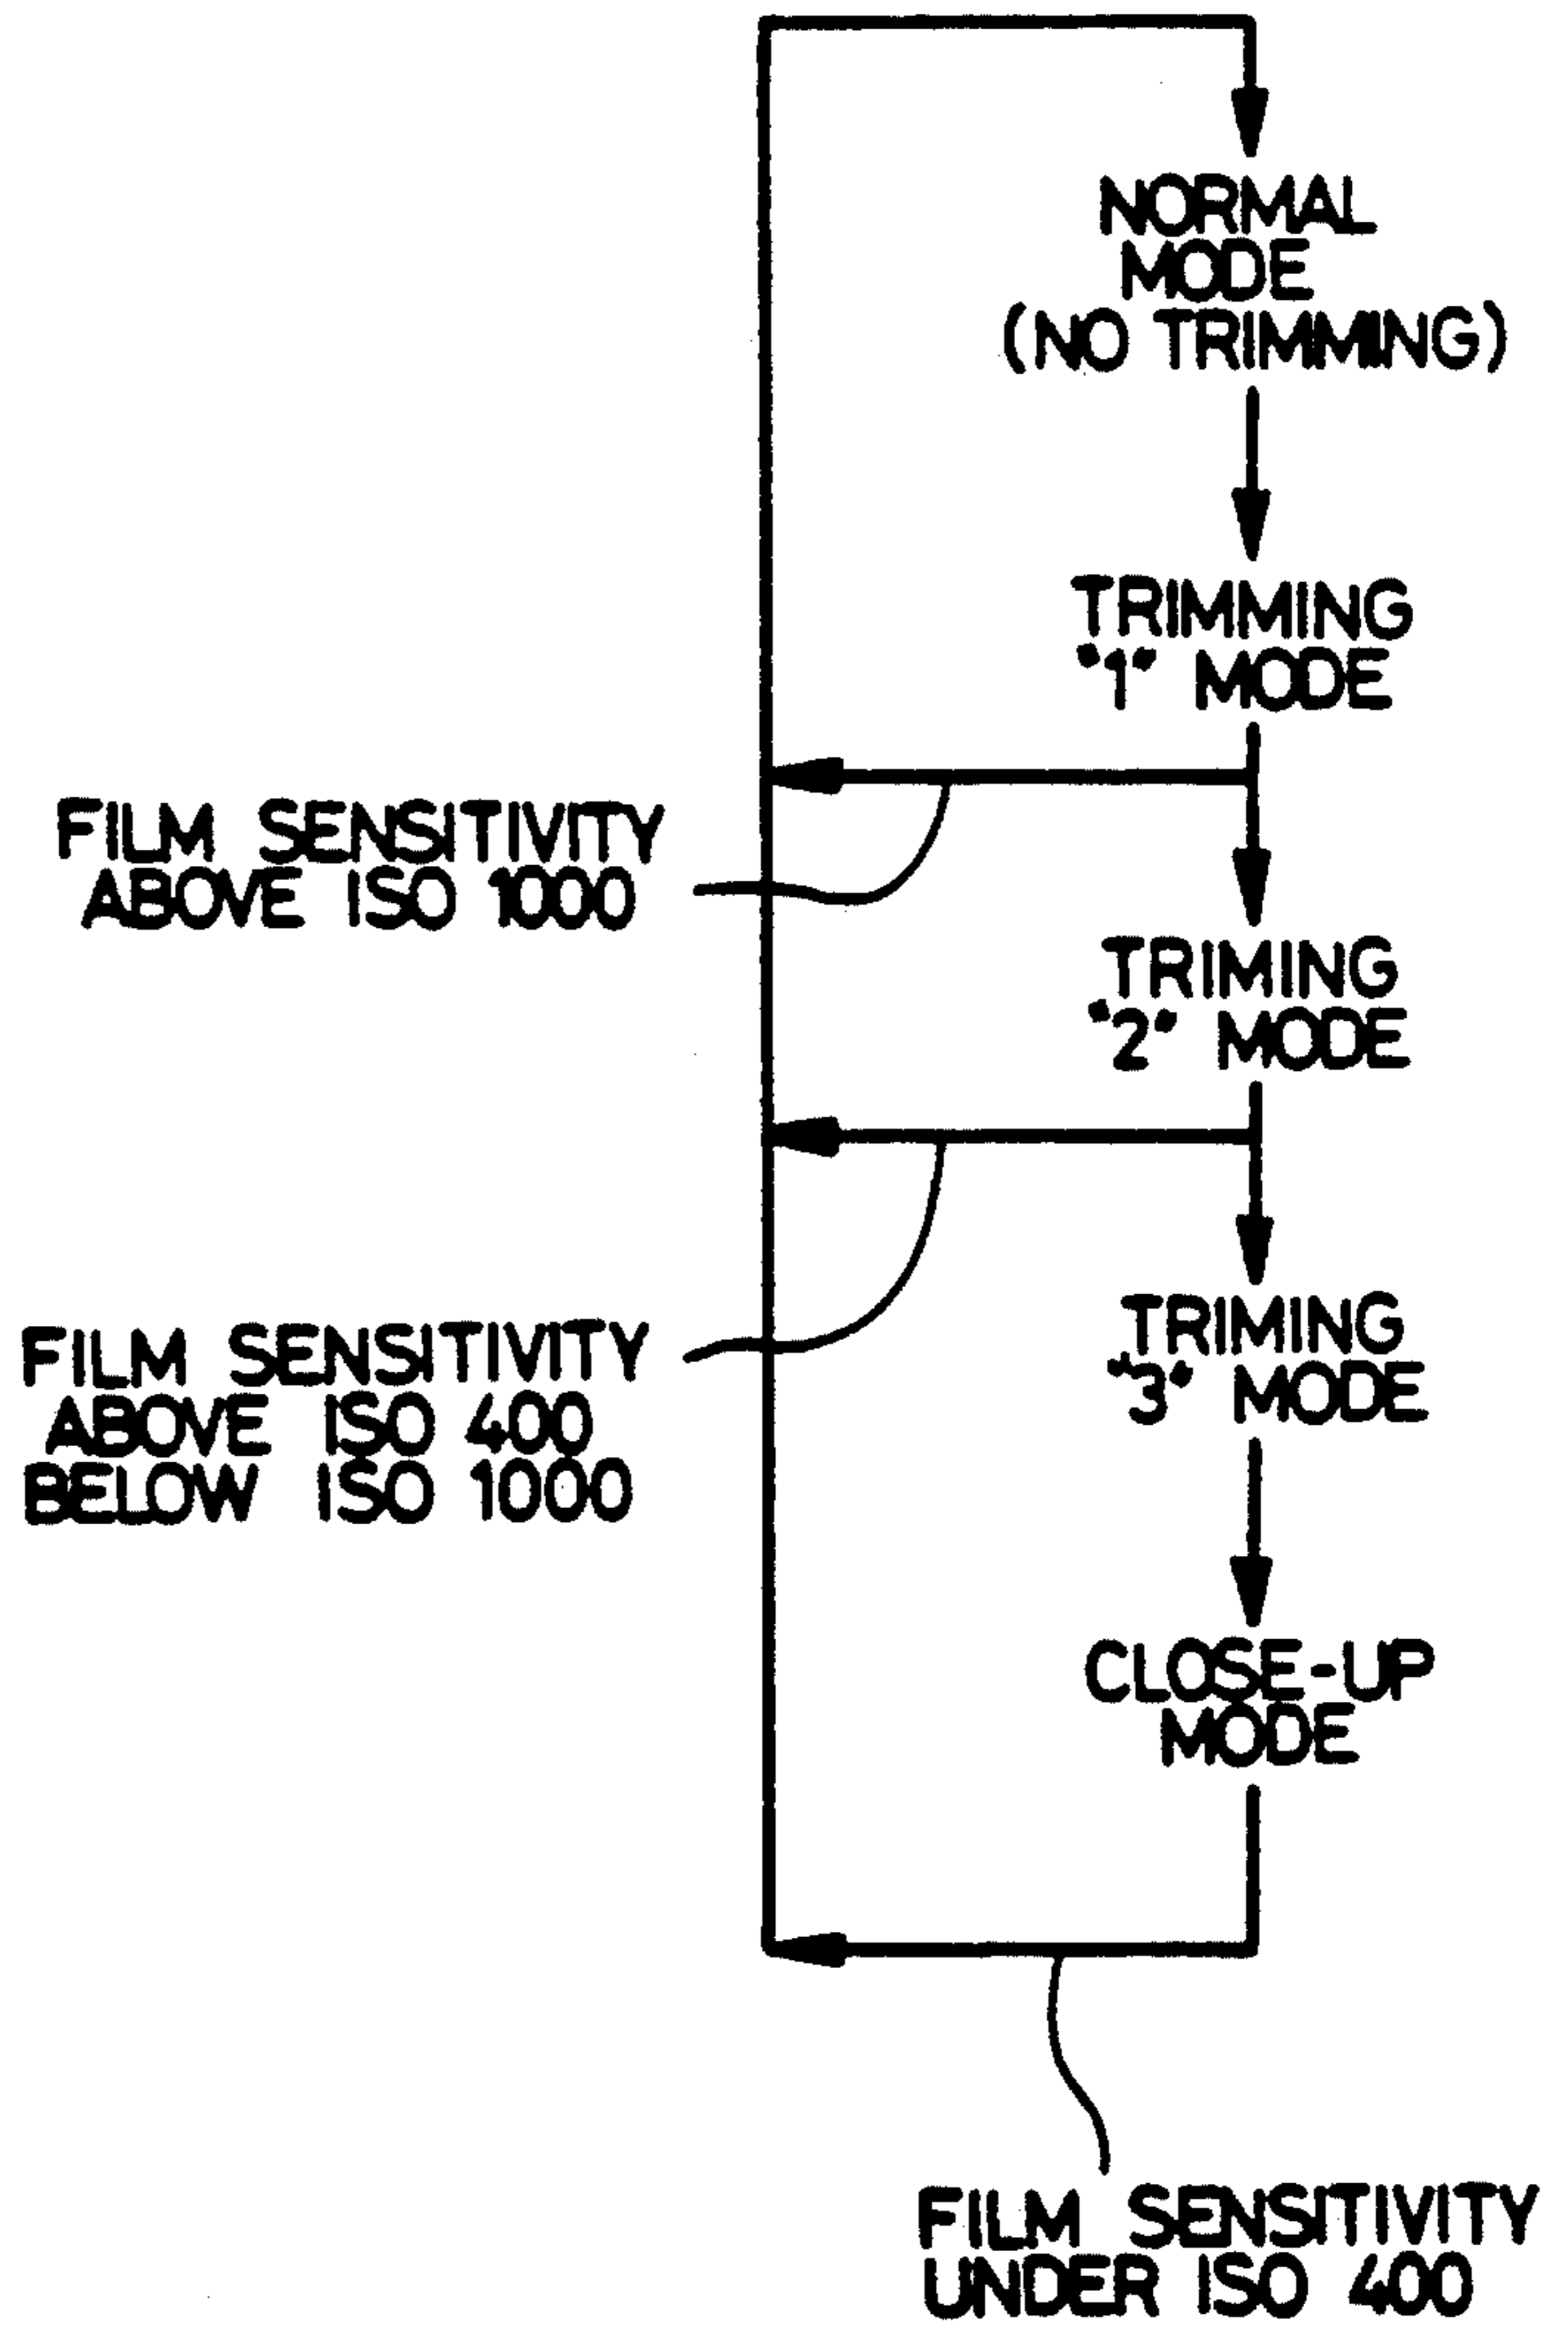 NORMAL
MODE
(NO TRIMMING)
TRIMMING
"1" MODE
FILM SENSITIVITY
ABOVE ISO 1000
TRIMING
"2" MODE
FILM SENSITIVITY
ABOVE ISO 400
BELOW ISO 1000
TRIMING
"3" MODE
CLOSE-UP
MODE
FILM SENSITIVITY
UNDER ISO 400